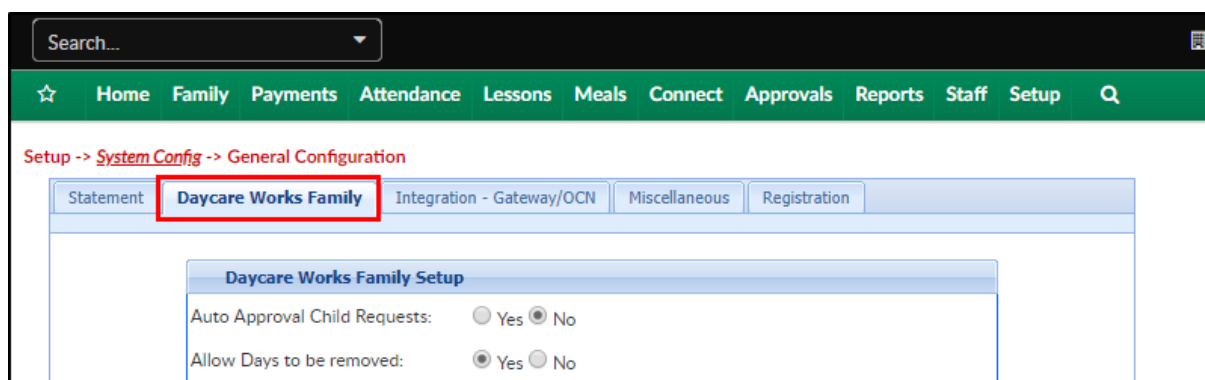 Search...
Home Family Payments Attendance Lessons Meals Connect Approvals Reports Staff Setup
Setup -> System Config -> General Configuration
Statement Daycare Works Family Integration - Gateway/OCN Miscellaneous Registration
Daycare Works Family Setup
Auto Approval Child Requests: Yes No
Allow Days to be removed: Yes No